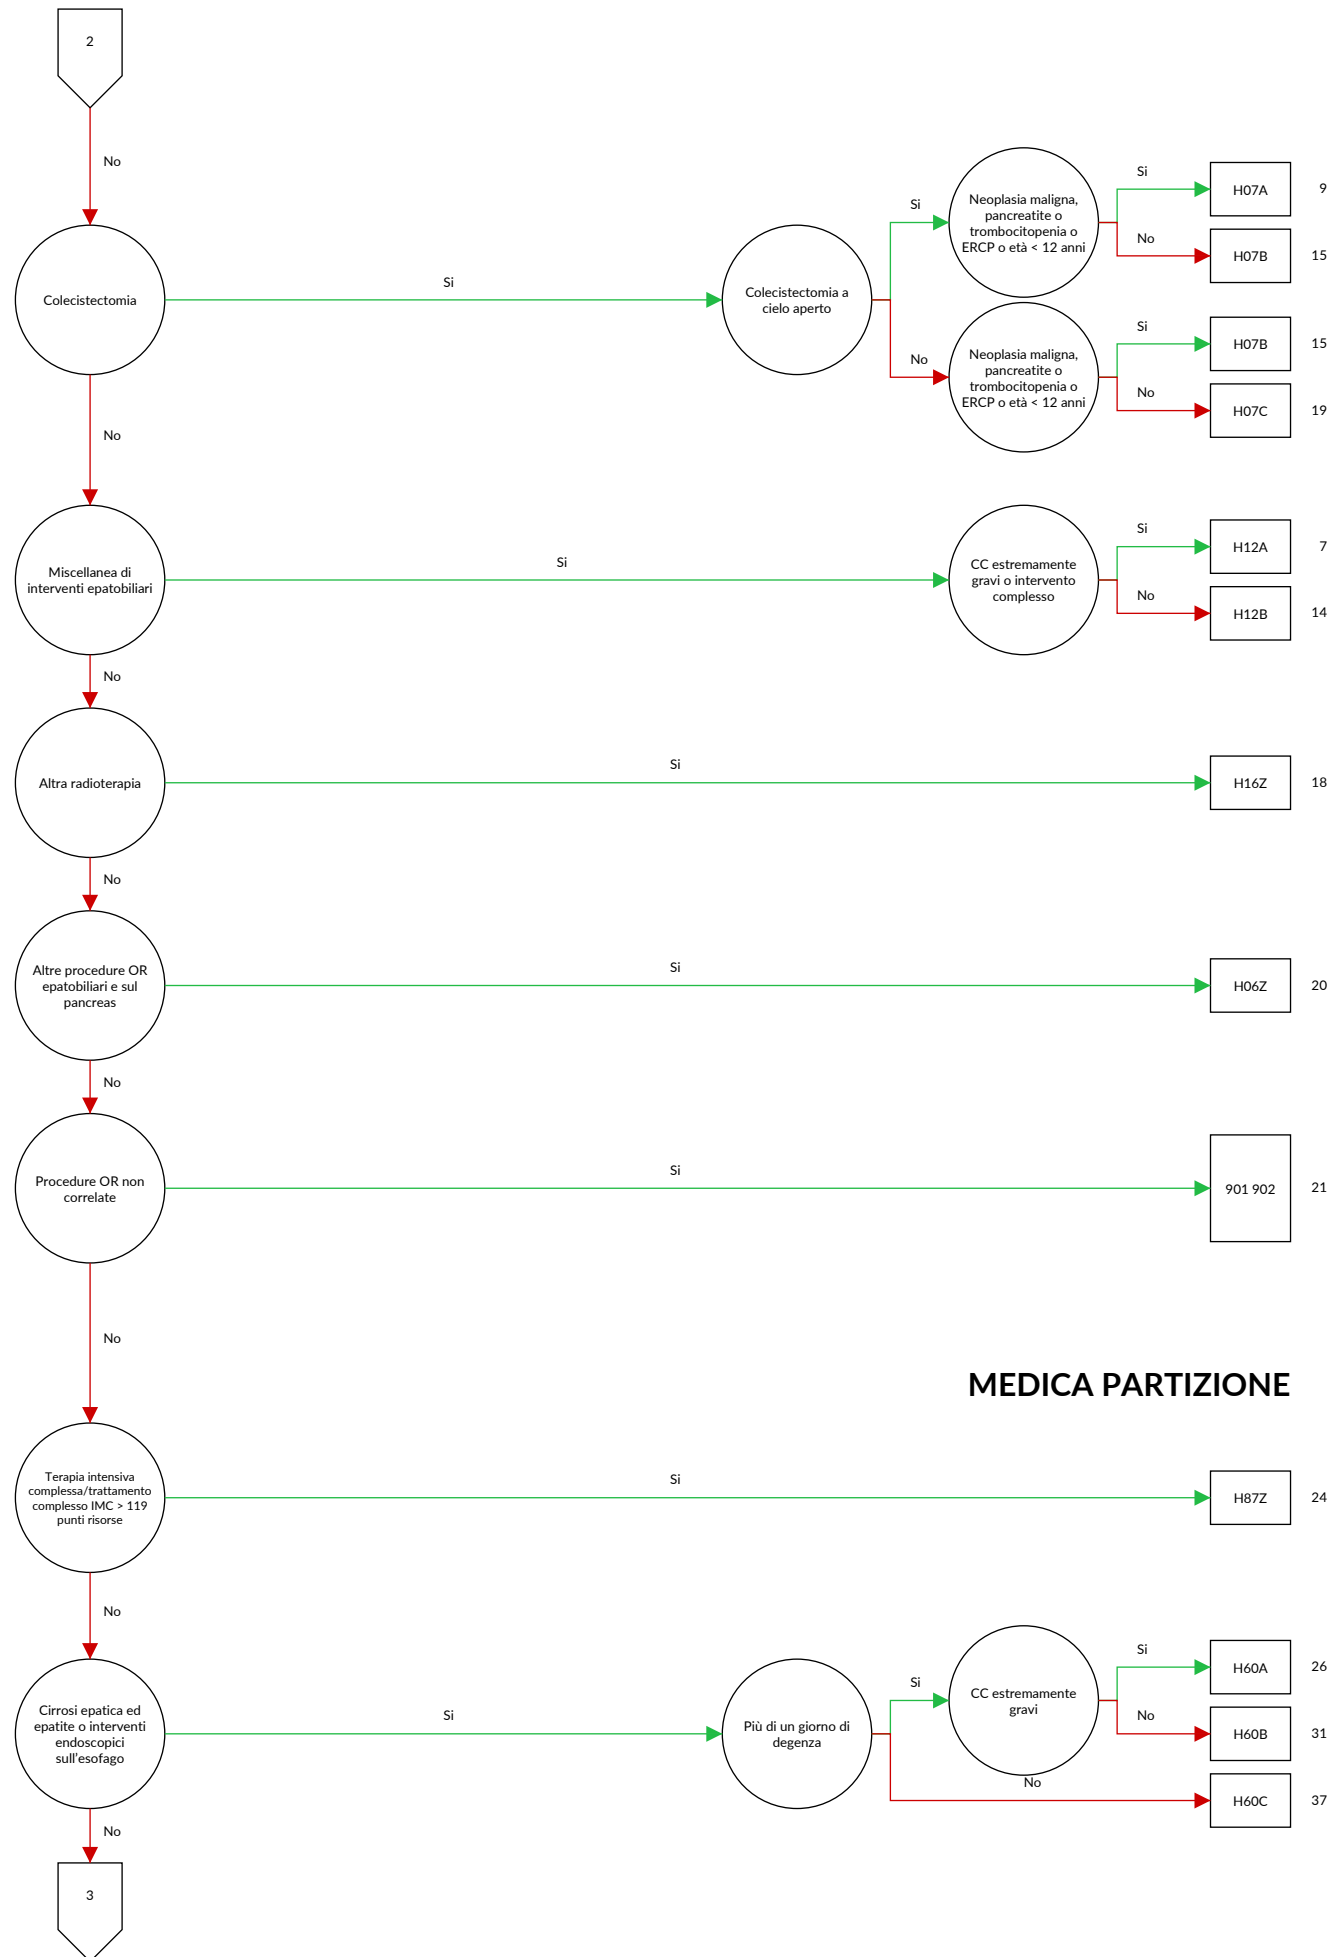 2
No
Colecistectomia
Si
Colecistectomia a
cielo aperto
Si
Neoplasia maligna,
pancreatite o
trombocitopenia o
ERCP o età < 12 anni
Si
H07A
9
No
H07B
15
No
Neoplasia maligna,
pancreatite o
trombocitopenia o
ERCP o età < 12 anni
Si
H07B
15
No
H07C
19
No
Miscellanea di
interventi epatobiliari
Si
CC estremamente
gravi o intervento
complesso
Si
H12A
7
No
H12B
14
No
Altra radioterapia
Si
H16Z
18
No
Altre procedure OR
epatobiliari e sul
pancreas
Si
H06Z
20
No
Procedure OR non
correlate
Si
901 902
21
No
MEDICA PARTIZIONE
Terapia intensiva
complessa/trattamento
complesso IMC > 119
punti risorse
Si
H87Z
24
No
Cirrosi epatica ed
epatite o interventi
endoscopici
sull'esofago
Si
Più di un giorno di
degenza
Si
CC estremamente
gravi
Si
H60A
26
No
H60B
31
No
H60C
37
No
3